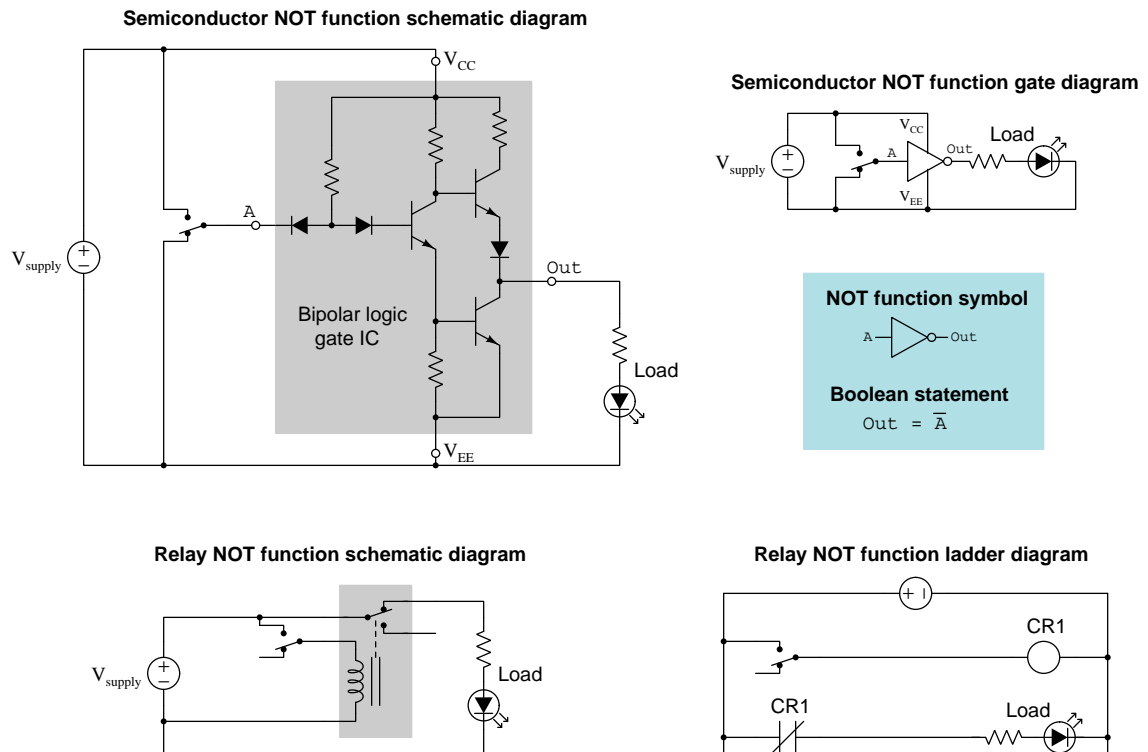 Semiconductor NOT function schematic diagram
VCC
Vsupply
A
Bipolar logic
gate IC
Out
Load
VEE
Semiconductor NOT function gate diagram
VCC
Load
A
Out
Vsupply
VEE
NOT function symbol
A
Out
Boolean statement
Out = A̅
Relay NOT function schematic diagram
Vsupply
Load
Relay NOT function ladder diagram
CR1
CR1
Load